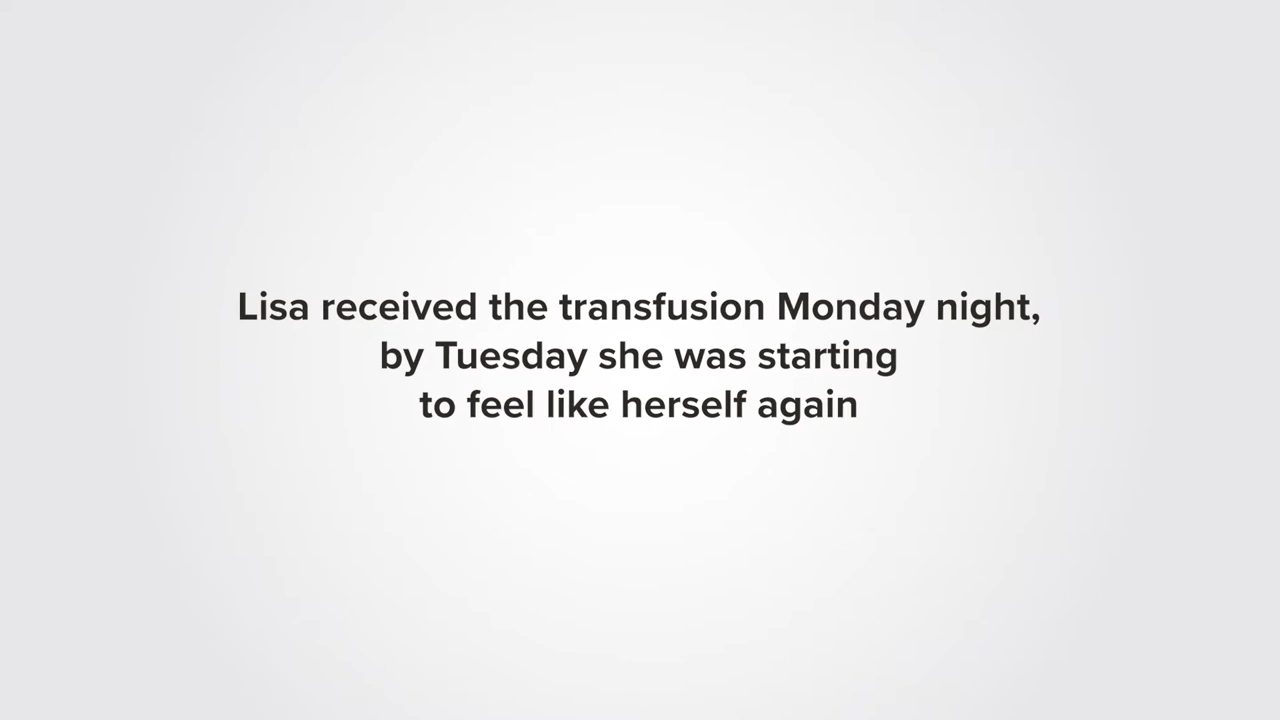 Lisa received the transfusion Monday night,
by Tuesday she was starting
to feel like herself again